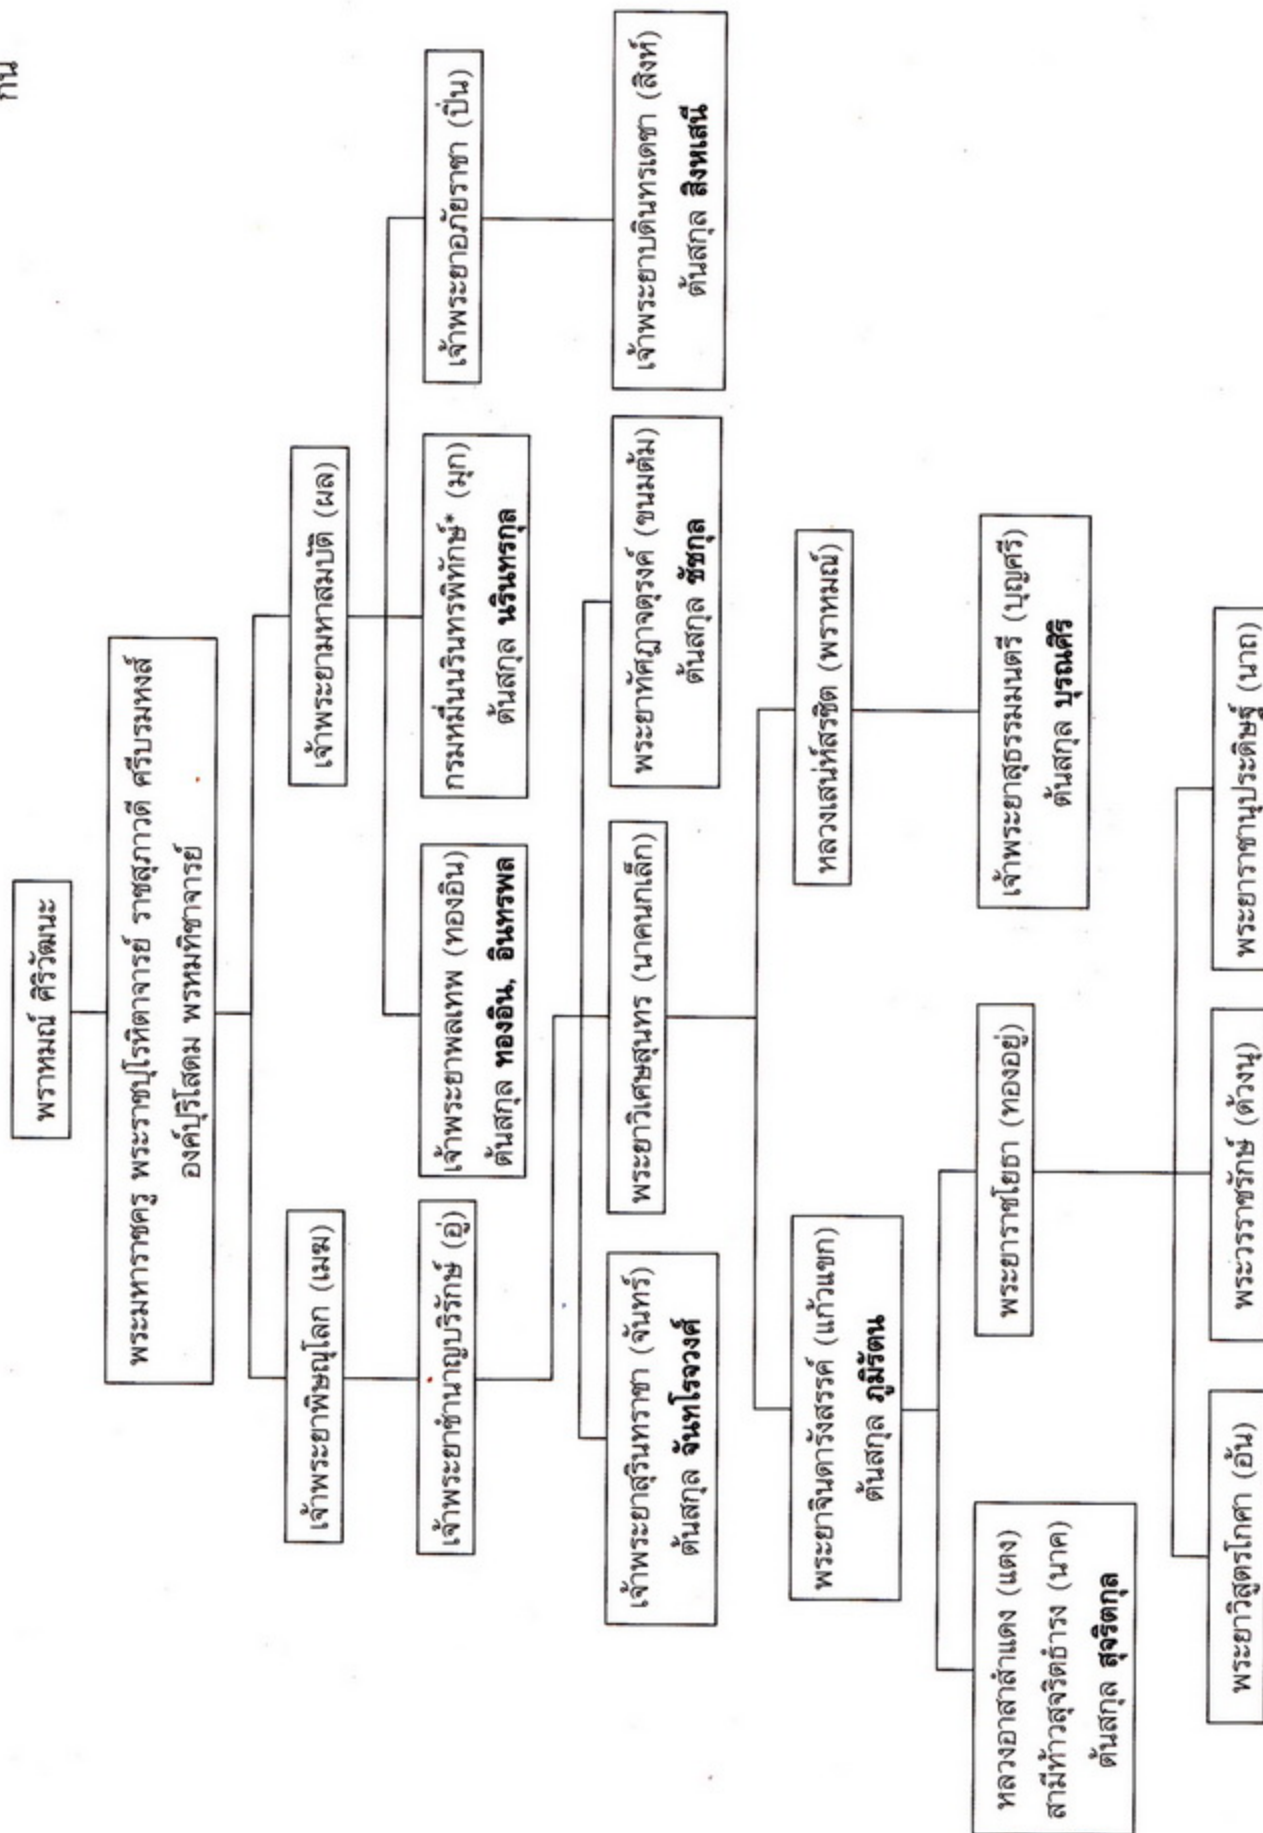 กัน
พราหมณ์ ศิริวัฒนะ
พระมหาราชครู พระราชปุโรหิตาจารย์ ราชสุภาวดี ศรีบรมหงส์
องค์ปุริโสดม พรหมทิชาจารย์
เจ้าพระยาพิษณุโลก (เมฆ)
เจ้าพระยามหาสมบัติ (ผล)
เจ้าพระยาชำนาญบริรักษ์ (อู่)
เจ้าพระยาพลเทพ (ทองอิน)
ต้นสกุล ทองอิน, อินทรพล
กรมหมื่นนรินทรพิทักษ์* (มุก)
ต้นสกุล นรินทรกุล
เจ้าพระยาอภัยราชา (ปิ่น)
เจ้าพระยาสุรินทราชา (จันทร์)
ต้นสกุล จันทโรจวงศ์
พระยาวิเศษสุนทร (นาคนกเล็ก)
พระยาทัศฎาจตุรงค์ (ขนมต้ม)
ต้นสกุล ชัชกุล
เจ้าพระยาบดินทรเดชา (สิงห์)
ต้นสกุล สิงหเสนี
พระยาจินดารังสรรค์ (แก้วแขก)
ต้นสกุล ภูมิรัตน
หลวงเสน่ห์สรชิต (พราหมณ์)
หลวงอาสาสำแดง (แตง)
สามีท้าวสุจริตธำรง (นาค)
ต้นสกุล สุจริตกุล
พระยาราชโยธา (ทองอยู่)
เจ้าพระยาสุธรรมมนตรี (บุญศรี)
ต้นสกุล บุรณศิริ
พระยาวิสูตรโกศา (อ้น)
พระวรราชรักษ์ (ด้วงนุ)
พระยาราชานุประดิษฐ์ (นาถ)